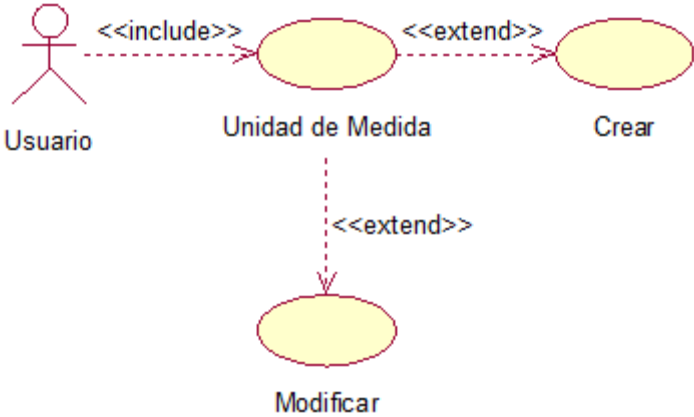 <<include>>
<<extend>>
Usuario
Unidad de Medida
Crear
<<extend>>
Modificar